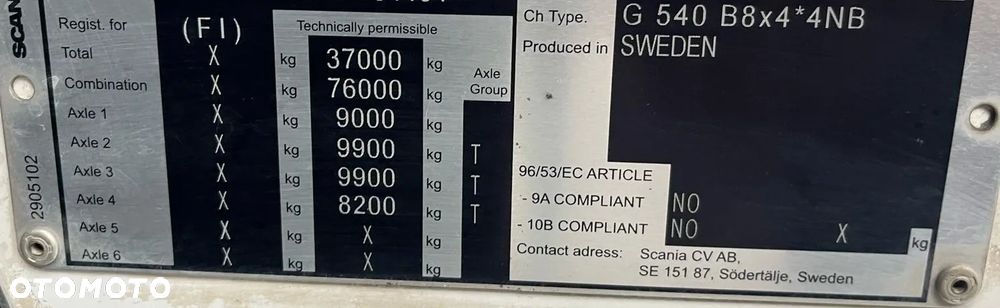 SCANIA
2905102
Regist. for (FI) Technically permissible
Total X kg 37000 kg Axle Group
Combination X kg 76000 kg
Axle 1 X kg 9000 kg
Axle 2 X kg 9900 kg T
Axle 3 X kg 9900 kg T
Axle 4 X kg 8200 kg T
Axle 5 X kg X kg
Axle 6 X kg X kg
Ch Type. G 540 B8x4*4NB
Produced in SWEDEN
96/53/EC ARTICLE
- 9A COMPLIANT NO
- 10B COMPLIANT NO X kg
Contact adress: Scania CV AB,
SE 151 87, Södertälje, Sweden
OTOMOTO